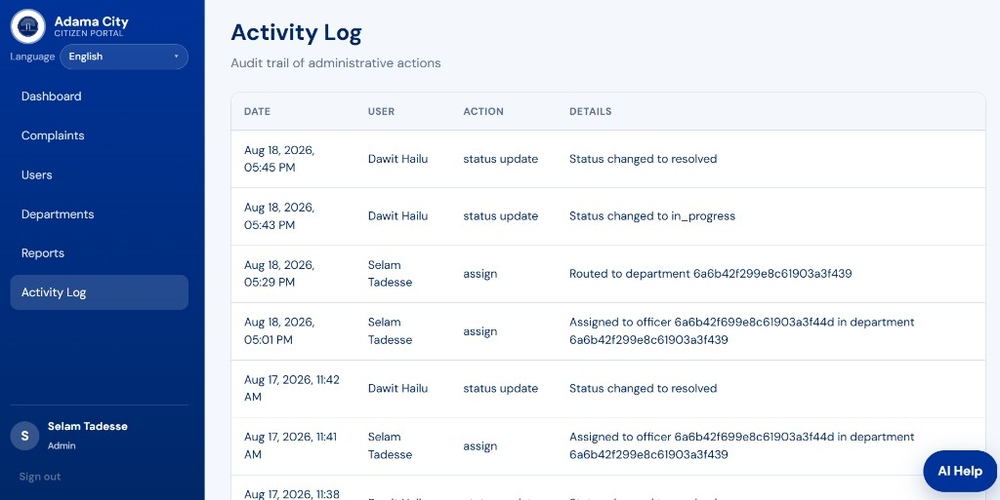 Adama City
CITIZEN PORTAL
Language English
Dashboard
Complaints
Users
Departments
Reports
Activity Log
Selam Tadesse
S
Admin
Sign out
Activity Log
Audit trail of administrative actions
DATE USER ACTION DETAILS
Aug 18, 2026, 05:45 PM Dawit Hailu status update Status changed to resolved
Aug 18, 2026, 05:43 PM Dawit Hailu status update Status changed to in_progress
Aug 18, 2026, 05:29 PM Selam Tadesse assign Routed to department 6a6b42f299e8c61903a3f439
Aug 18, 2026, 05:01 PM Selam Tadesse assign Assigned to officer 6a6b42f699e8c61903a3f44d in department 6a6b42f299e8c61903a3f439
Aug 17, 2026, 11:42 AM Dawit Hailu status update Status changed to resolved
Aug 17, 2026, 11:41 AM Selam Tadesse assign Assigned to officer 6a6b42f699e8c61903a3f44d in department 6a6b42f299e8c61903a3f439
Aug 17, 2026, 11:38
AI Help